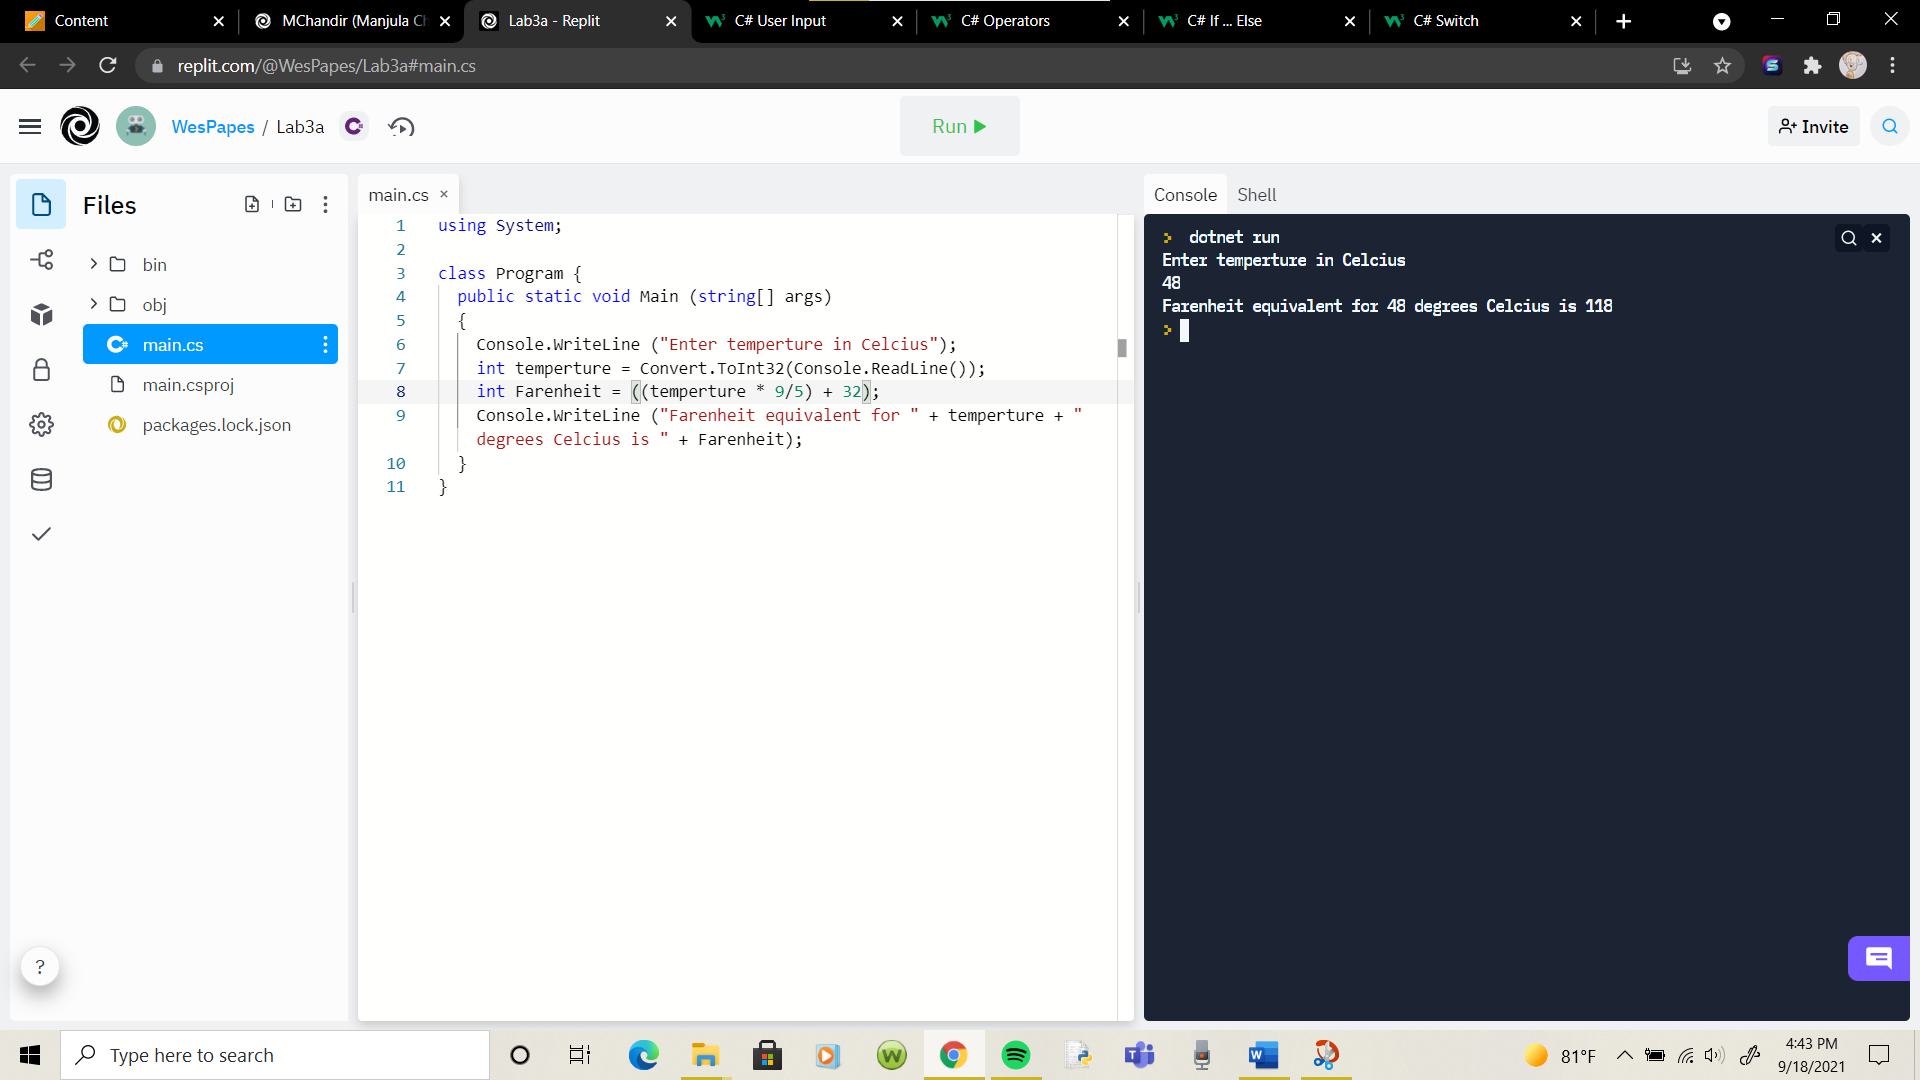 Content
MChandir (Manjula Ch
Lab3a - Replit
C# User Input
C# Operators
C# If ... Else
C# Switch
replit.com/@WesPapes/Lab3a#main.cs
WesPapes / Lab3a
Run
Invite
Files
bin
obj
main.cs
main.csproj
packages.lock.json
main.cs
1 using System;
2
3 class Program {
4 public static void Main (string[] args)
5 {
6 Console.WriteLine ("Enter temperture in Celcius");
7 int temperture = Convert.ToInt32(Console.ReadLine());
8 int Farenheit = ((temperture * 9/5) + 32);
9 Console.WriteLine ("Farenheit equivalent for " + temperture + "
degrees Celcius is " + Farenheit);
10 }
11 }
Console Shell
> dotnet run
Enter temperture in Celcius
48
Farenheit equivalent for 48 degrees Celcius is 118
>
?
Type here to search
81°F
4:43 PM
9/18/2021